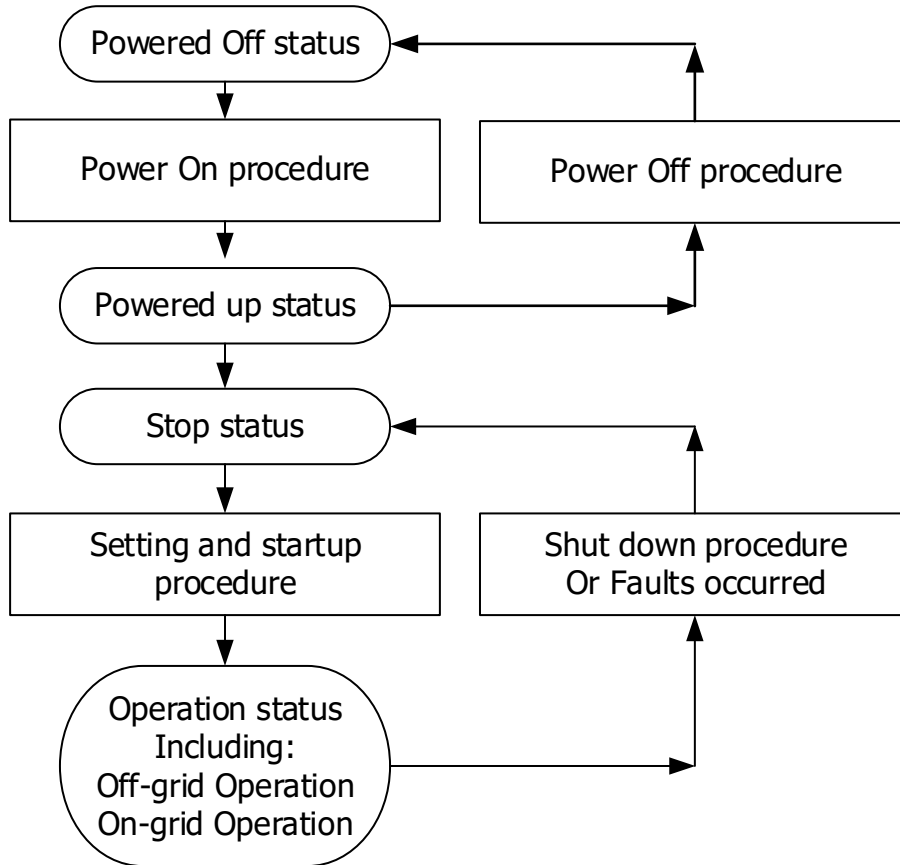 Powered Off status
Power On procedure
Power Off procedure
Powered up status
Stop status
Setting and startup
procedure
Shut down procedure
Or Faults occurred
Operation status
Including:
Off-grid Operation
On-grid Operation